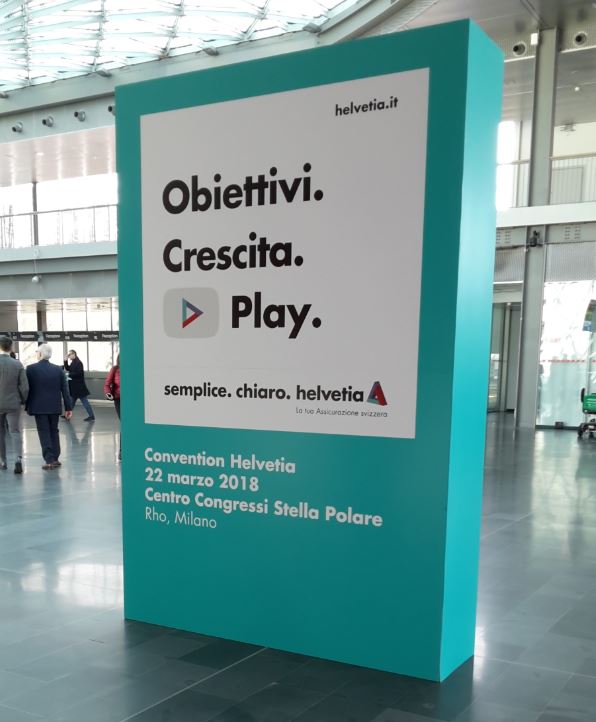 helvetia.it
Obiettivi.
Crescita.
Play.
semplice. chiaro. helvetia
La tua Assicurazione svizzera
Convention Helvetia
22 marzo 2018
Centro Congressi Stella Polare
Rho, Milano